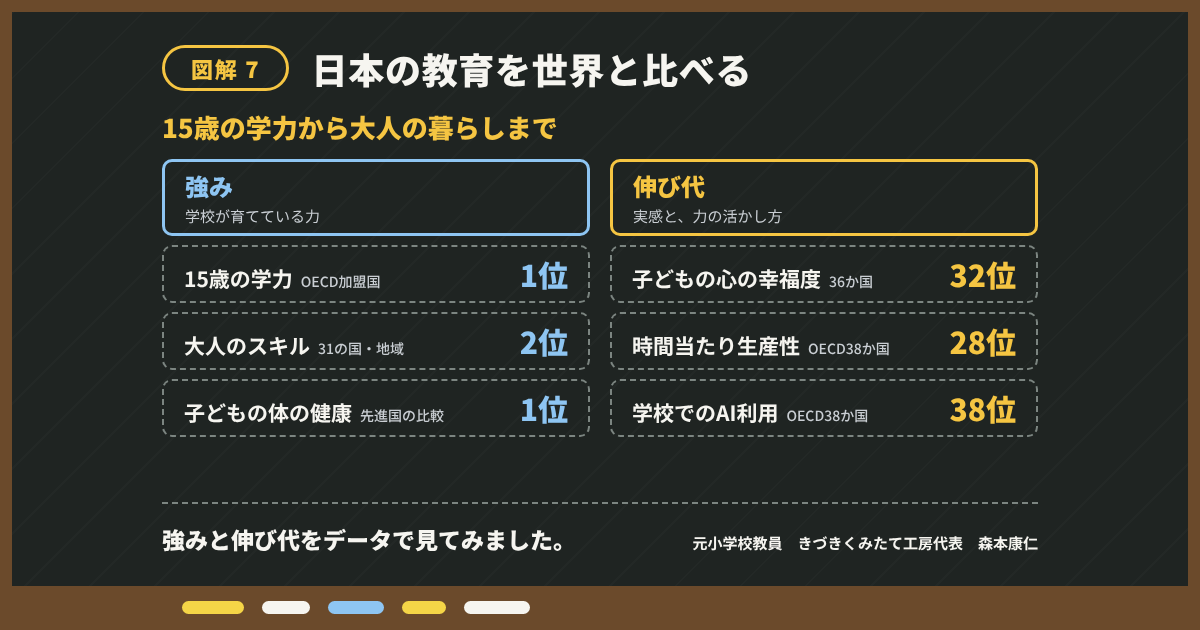 図解 7 日本の教育を世界と比べる
15歳の学力から大人の暮らしまで
強み
学校が育てている力
15歳の学力 OECD加盟国 1位
大人のスキル 31の国・地域 2位
子どもの体の健康 先進国の比較 1位
伸び代
実感と、力の活かし方
子どもの心の幸福度 36か国 32位
時間当たり生産性 OECD38か国 28位
学校でのAI利用 OECD38か国 38位
強みと伸び代をデータで見てみました。
元小学校教員 きづきくみたて工房代表 森本康仁